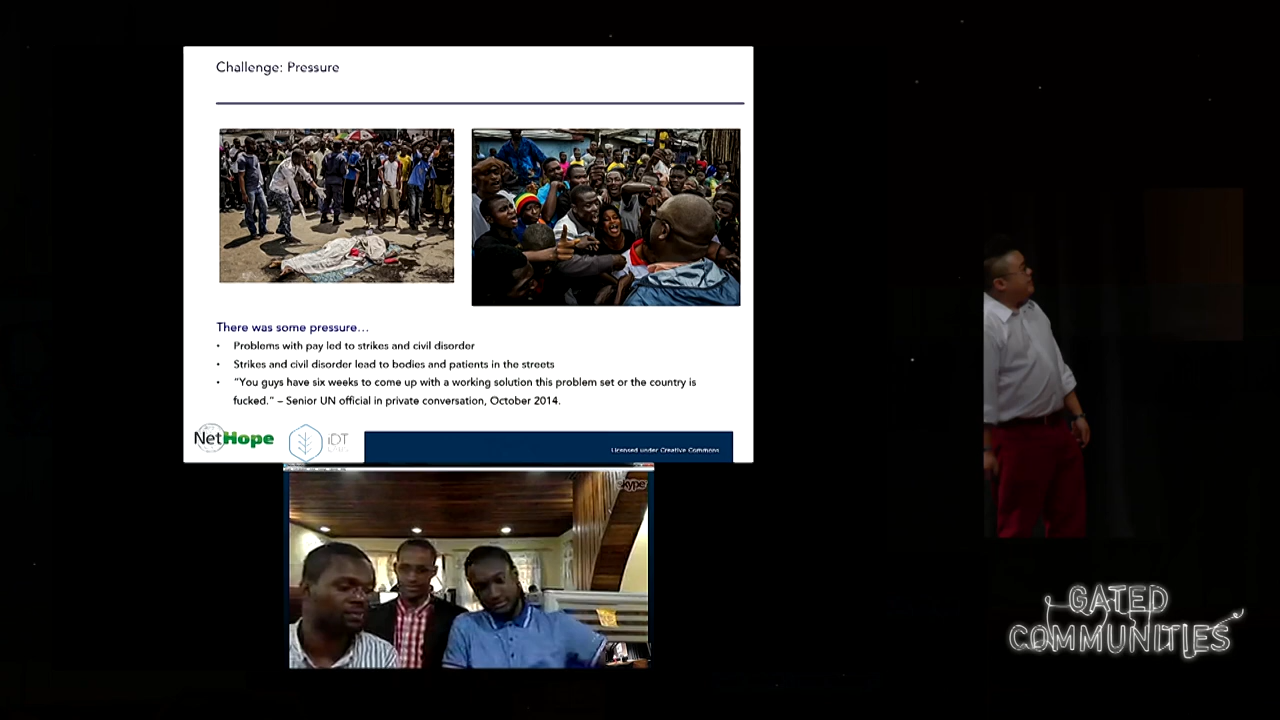 Challenge: Pressure
There was some pressure...
• Problems with pay led to strikes and civil disorder
• Strikes and civil disorder lead to bodies and patients in the streets
• "You guys have six weeks to come up with a working solution this problem set or the country is
fucked." – Senior UN official in private conversation, October 2014.
NetHope
iDT
Licensed under Creative Commons
skype
GATED
COMMUNITIES